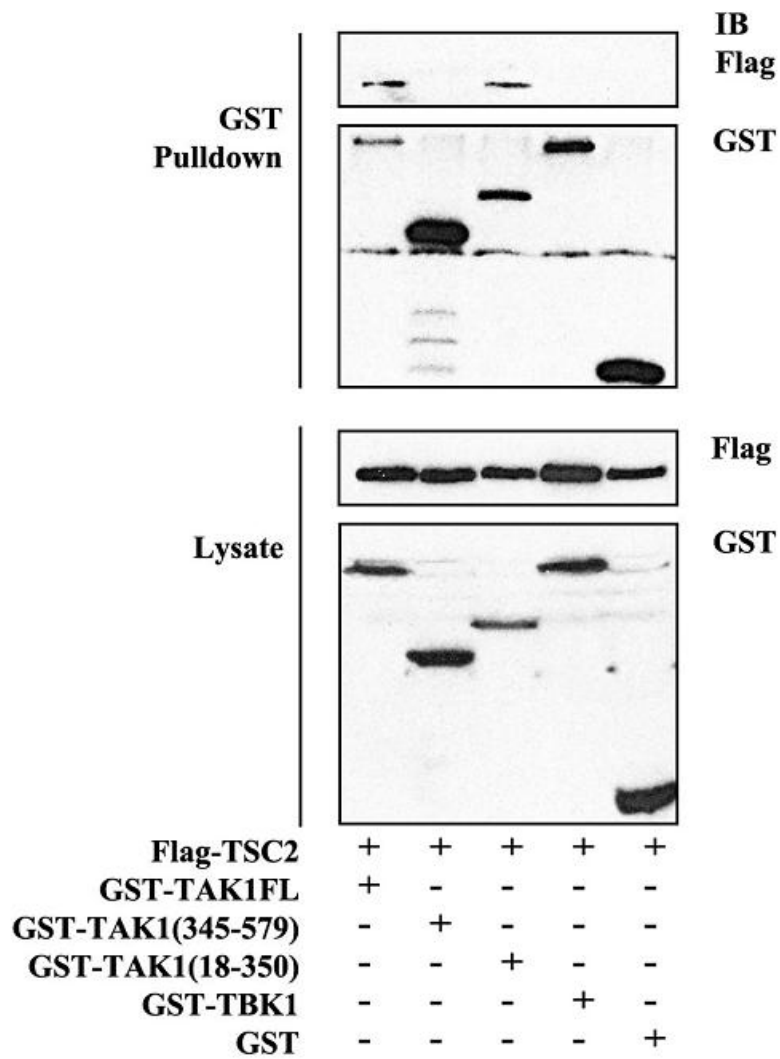 IB
Flag
GST
Pulldown
GST
Flag
Lysate
GST
Flag-TSC2 + + + + +
GST-TAK1FL + - - - -
GST-TAK1(345-579) - + - - -
GST-TAK1(18-350) - - + - -
GST-TBK1 - - - + -
GST - - - - +